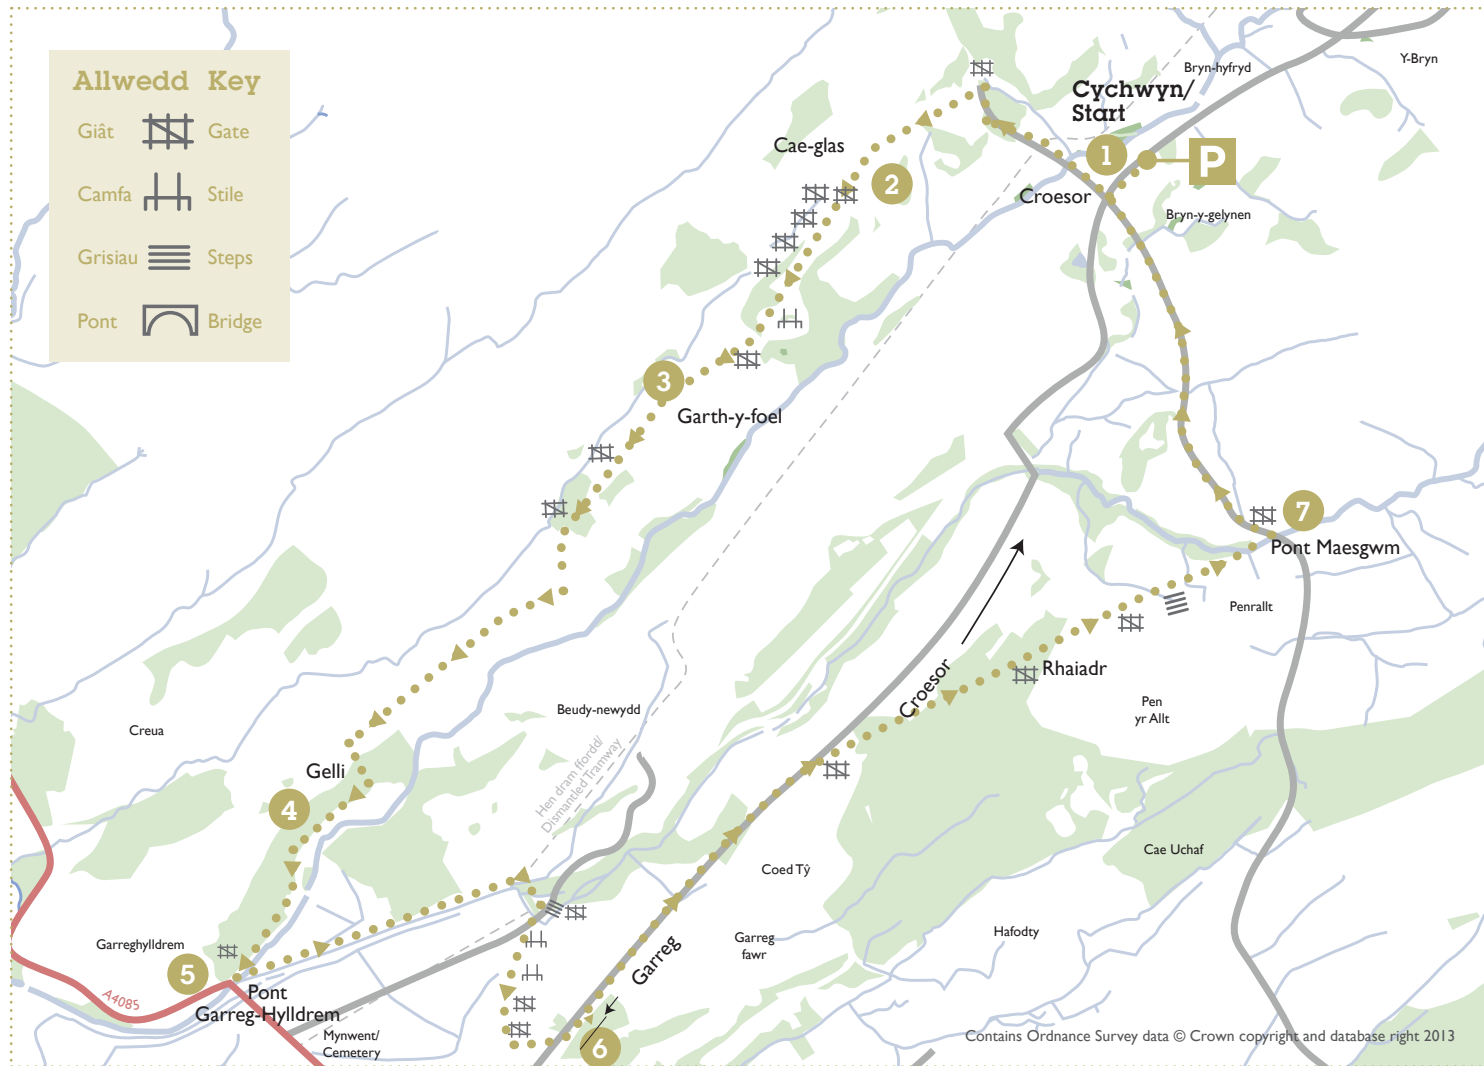 Allwedd Key
Giât Gate
Camfa Stile
Grisiau Steps
Pont Bridge
Y-Bryn
Bryn-hyfryd
Cychwyn/
Start
1
P
Cae-glas
2
Croesor
Bryn-y-gelynen
3
Garth-y-foel
7
Pont Maesgwm
Penrallt
Rhaiadr
Croesor
Pen
yr Allt
Beudy-newydd
Creua
Hen dram ffordd/
Dismantled Tramway
Gelli
4
Cae Uchaf
Coed Tŷ
Garreghylldrem
Garreg
fawr
Hafodty
Garreg
5
A4085
Pont
Garreg-Hylldrem
Mynwent/
Cemetery
6
Contains Ordnance Survey data © Crown copyright and database right 2013